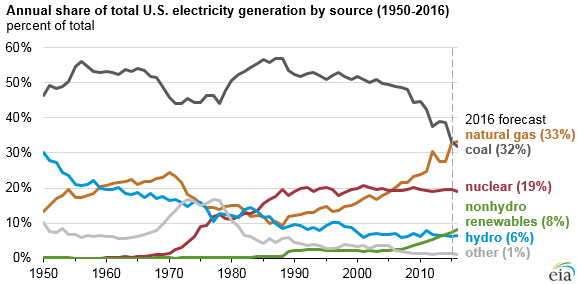 Annual share of total U.S. electricity generation by source (1950-2016)
percent of total
60%
50%
40%
30%
20%
10%
0%
1950
1960
1970
1980
1990
2000
2010
2016 forecast
natural gas (33%)
coal (32%)
nuclear (19%)
nonhydro
renewables (8%)
hydro (6%)
other (1%)
eia